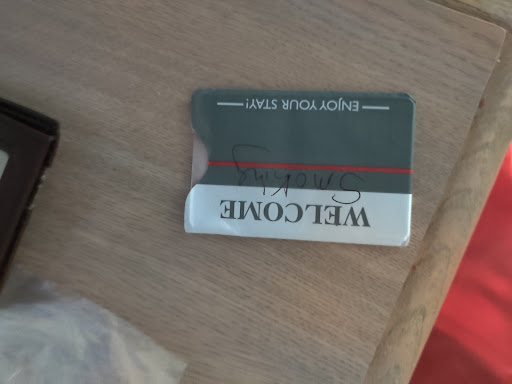 WELCOME
Smoking
— ENJOY YOUR STAY! —